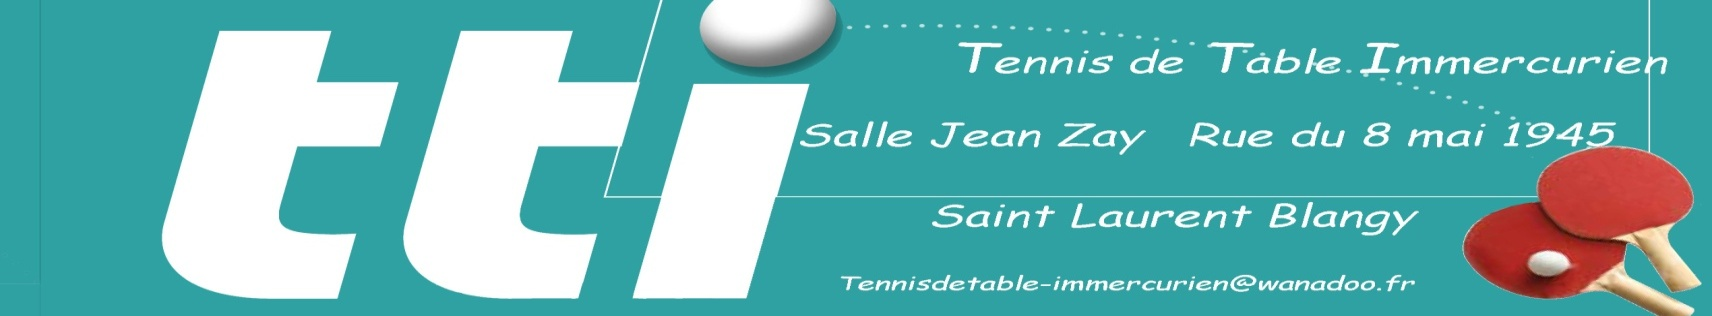 tti
Tennis de Table Immercurien
Salle Jean Zay Rue du 8 mai 1945
Saint Laurent Blangy
Tennisdetable-immercurien@wanadoo.fr